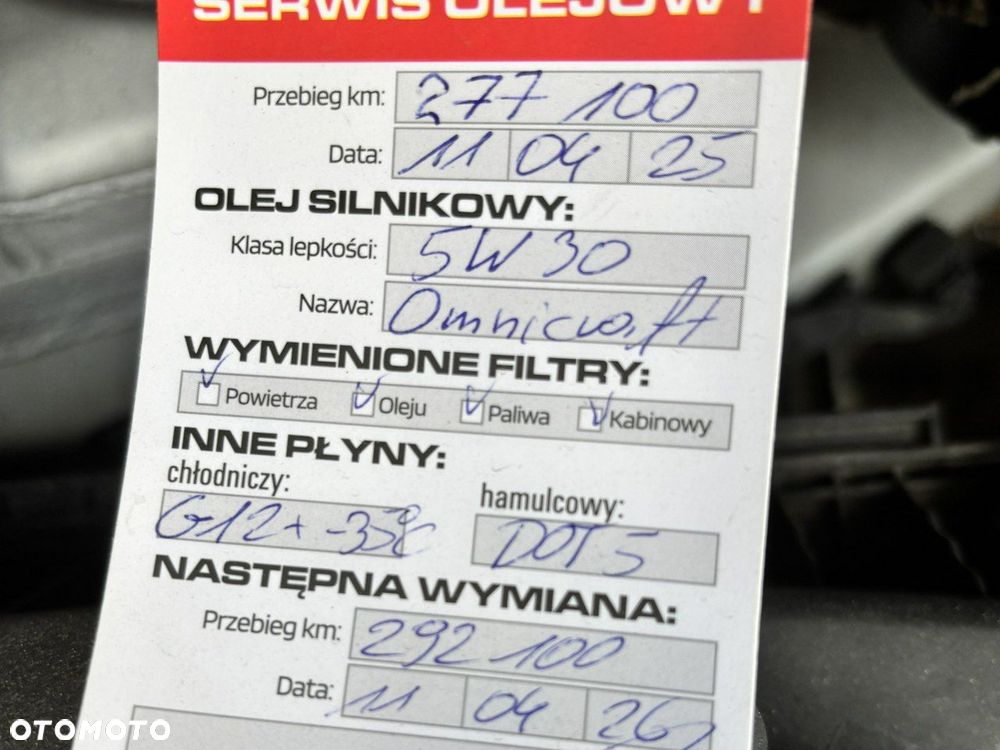 SERWIS OLEJOWY
Przebieg km: 277 100
Data: 11 04 25
OLEJ SILNIKOWY:
Klasa lepkości: 5W30
Nazwa: Omnicraft
WYMIENIONE FILTRY:
Powietrza Oleju Paliwa Kabinowy
INNE PŁYNY:
chłodniczy: hamulcowy:
G12+ -35°C DOT 5
NASTĘPNA WYMIANA:
Przebieg km: 292 100
Data: 11 04 26
OTOMOTO